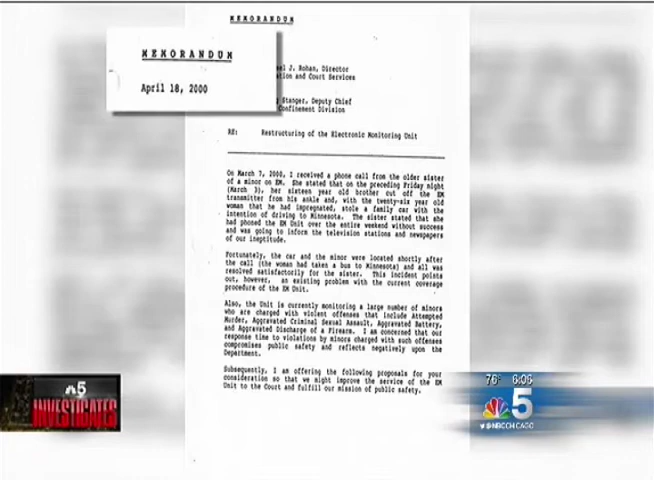 MEMORANDUM
MEMORANDUM
April 18, 2000
ael J. Rohan, Director
ation and Court Services
Stanger, Deputy Chief
Confinement Division
RE: Restructuring of the Electronic Monitoring Unit
On March 7, 2000, I received a phone call from the older sister
of a minor on EM. She stated that on the preceding Friday night
(March 3), her sixteen year old brother cut off the EM
transmitter from his ankle and, with the twenty-six year old
woman that he had impregnated, stole a family car with the
intention of driving to Minnesota. The sister stated that she
had phoned the EM Unit over the entire weekend without success
and was going to inform the television stations and newspapers
of our ineptitude.
Fortunately, the car and the minor were located shortly after
the call (the woman had taken a bus to Minnesota) and all was
resolved satisfactorily for the sister. This incident points
out, however, an existing problem with the current coverage
procedure of the EM Unit.
Also, the Unit is currently monitoring a large number of minors
who are charged with violent offenses that include Attempted
Murder, Aggravated Criminal Sexual Assault, Aggravated Battery,
and Aggravated Discharge of a Firearm. I am concerned that our
response time to violations by minors charged with such offenses
compromises public safety and reflects negatively upon the
Department.
Subsequently, I am offering the following proposals for your
consideration so that we might improve the service of the EM
Unit to the Court and fulfill our mission of public safety.
5
INVESTIGATES
76° 6:06
5
@NBCCHICAGO